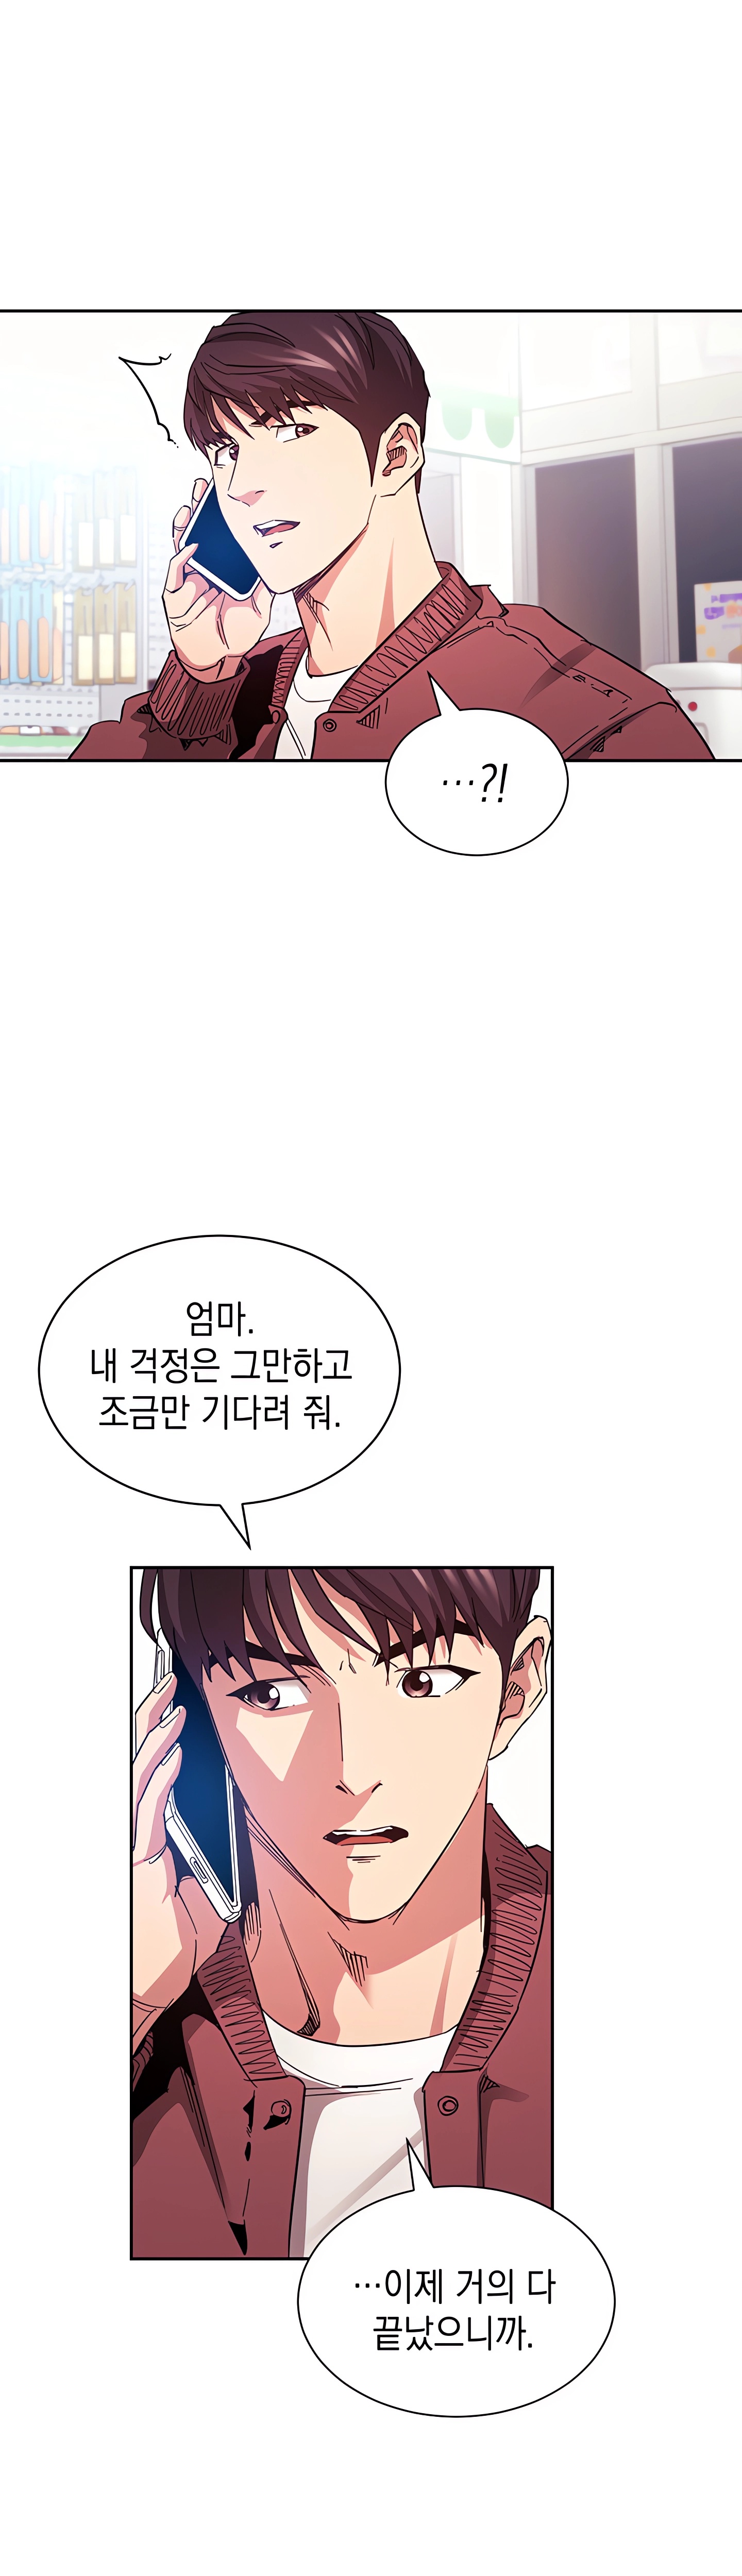 …?!
엄마.
내 걱정은 그만하고
조금만 기다려 줘.
…이제 거의 다
끝났으니까.